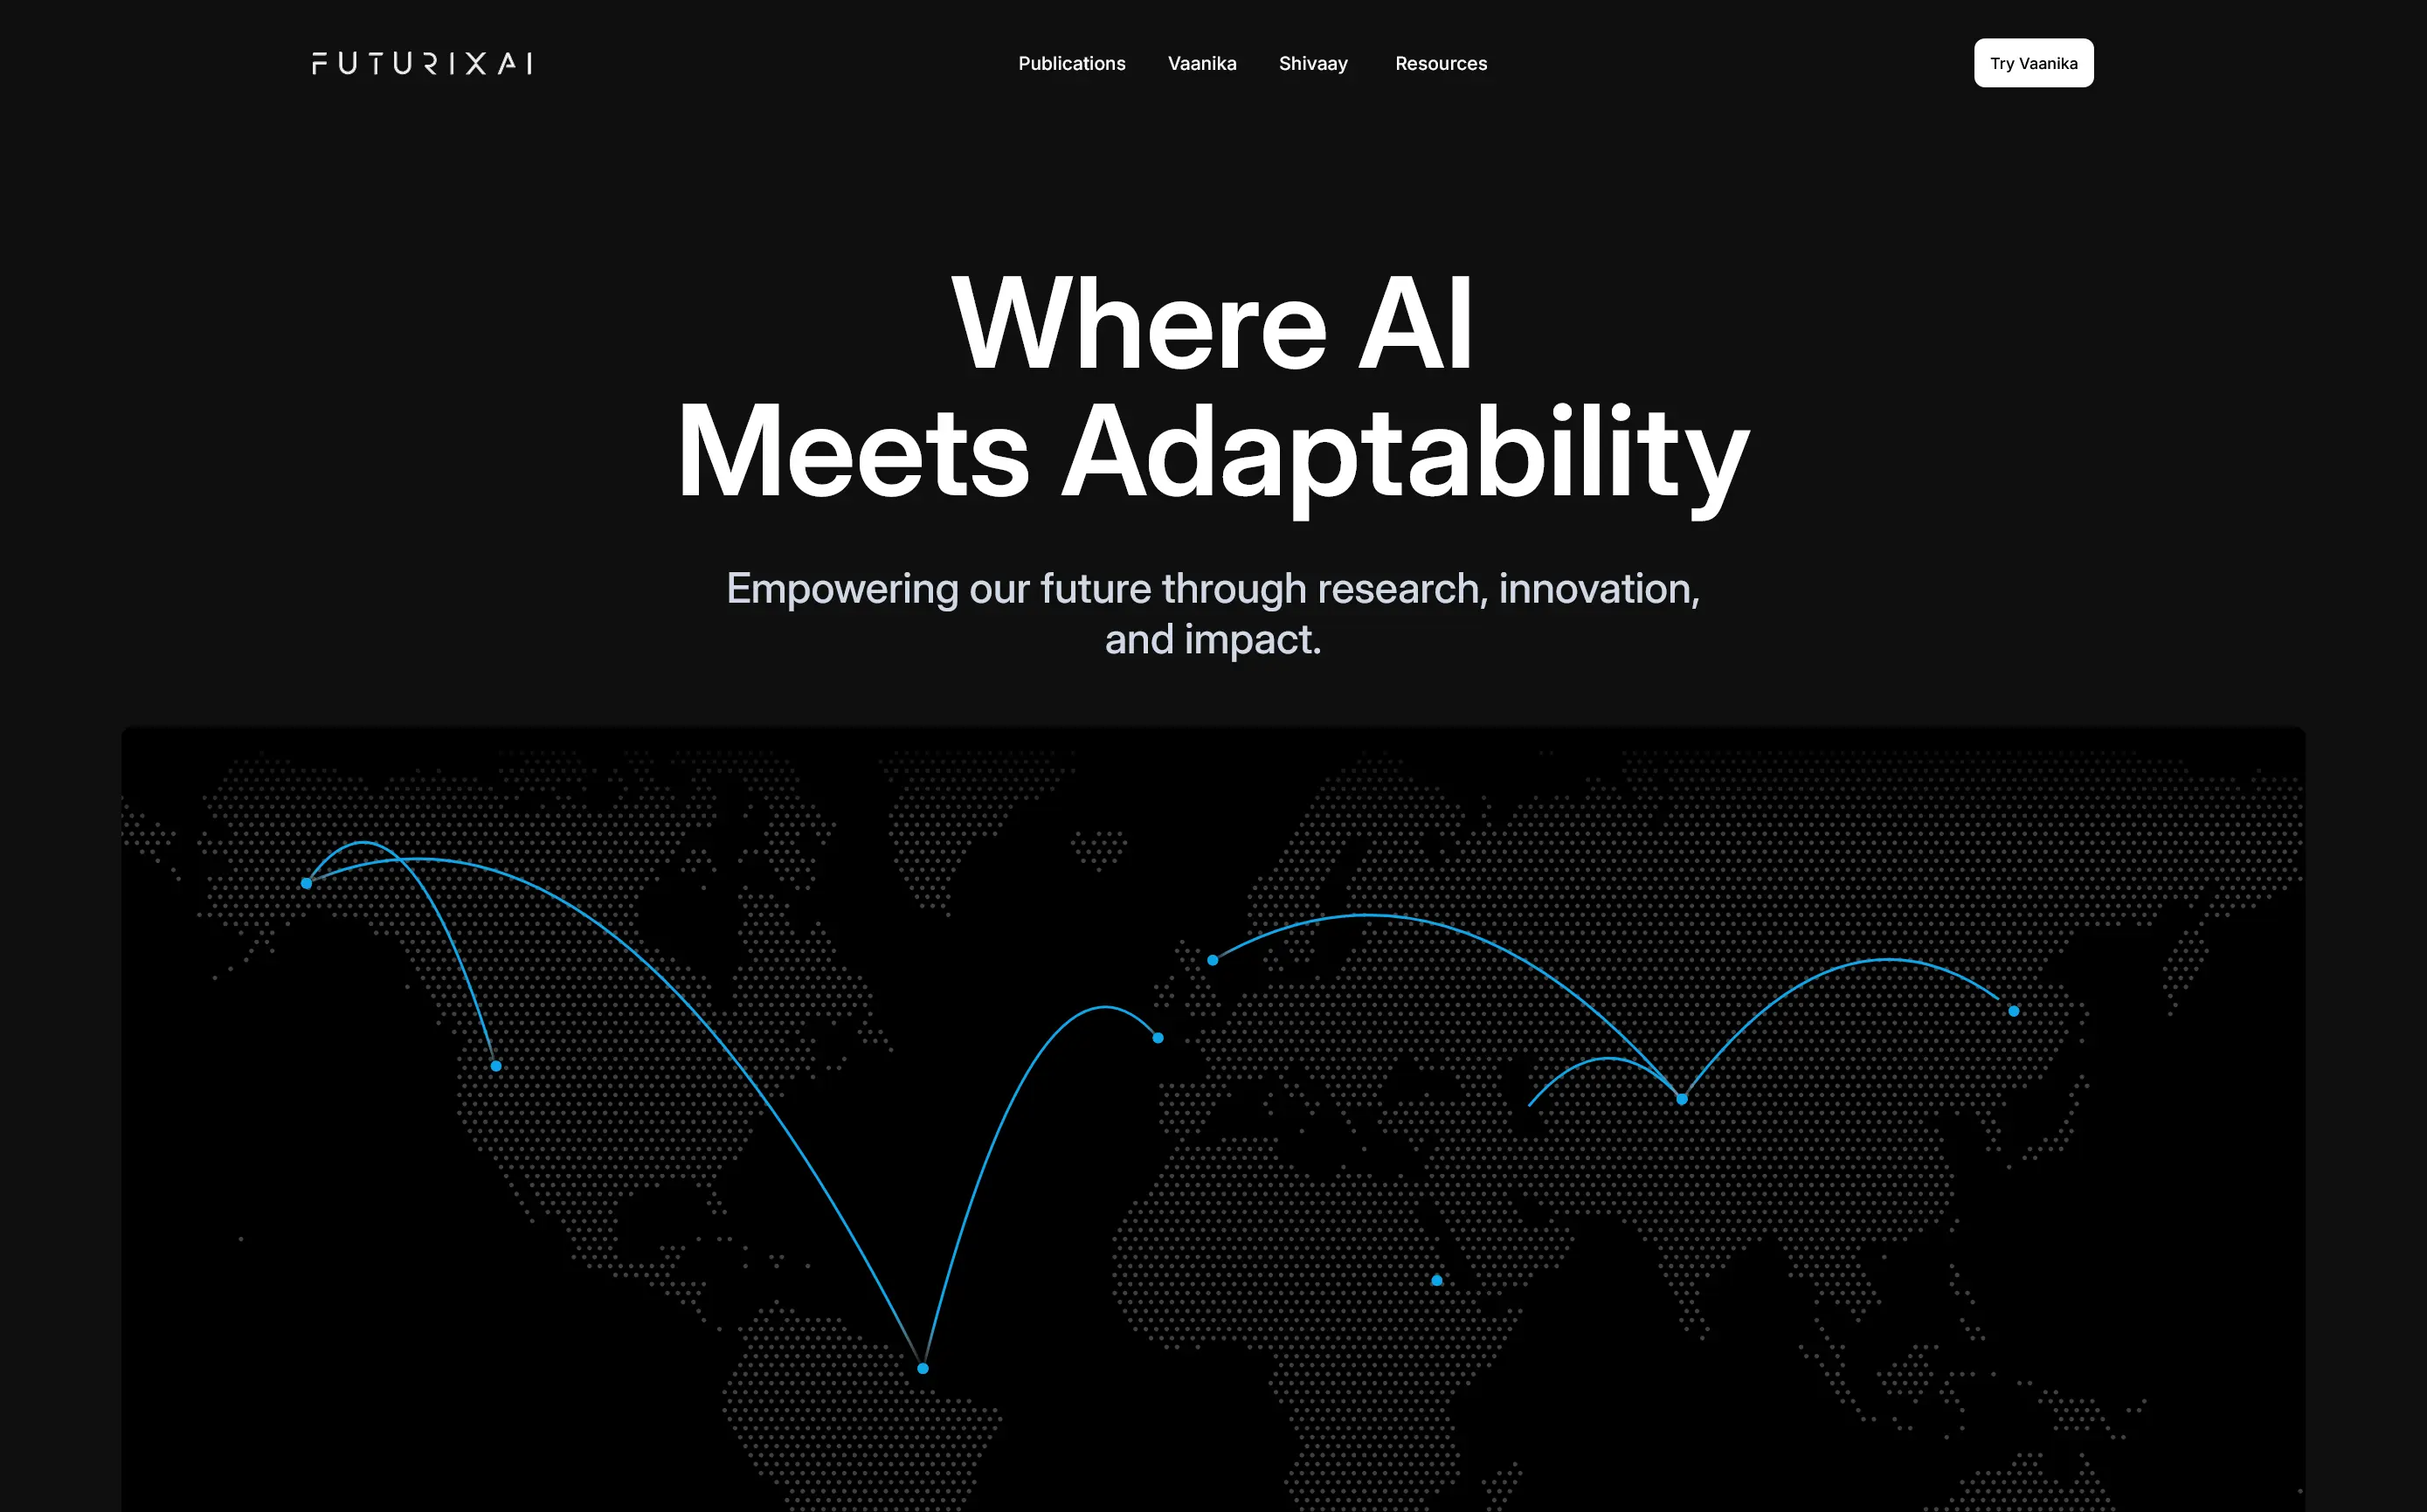 FUTURIXAI
Publications Vaanika Shivaay Resources
Try Vaanika
Where AI
Meets Adaptability
Empowering our future through research, innovation,
and impact.